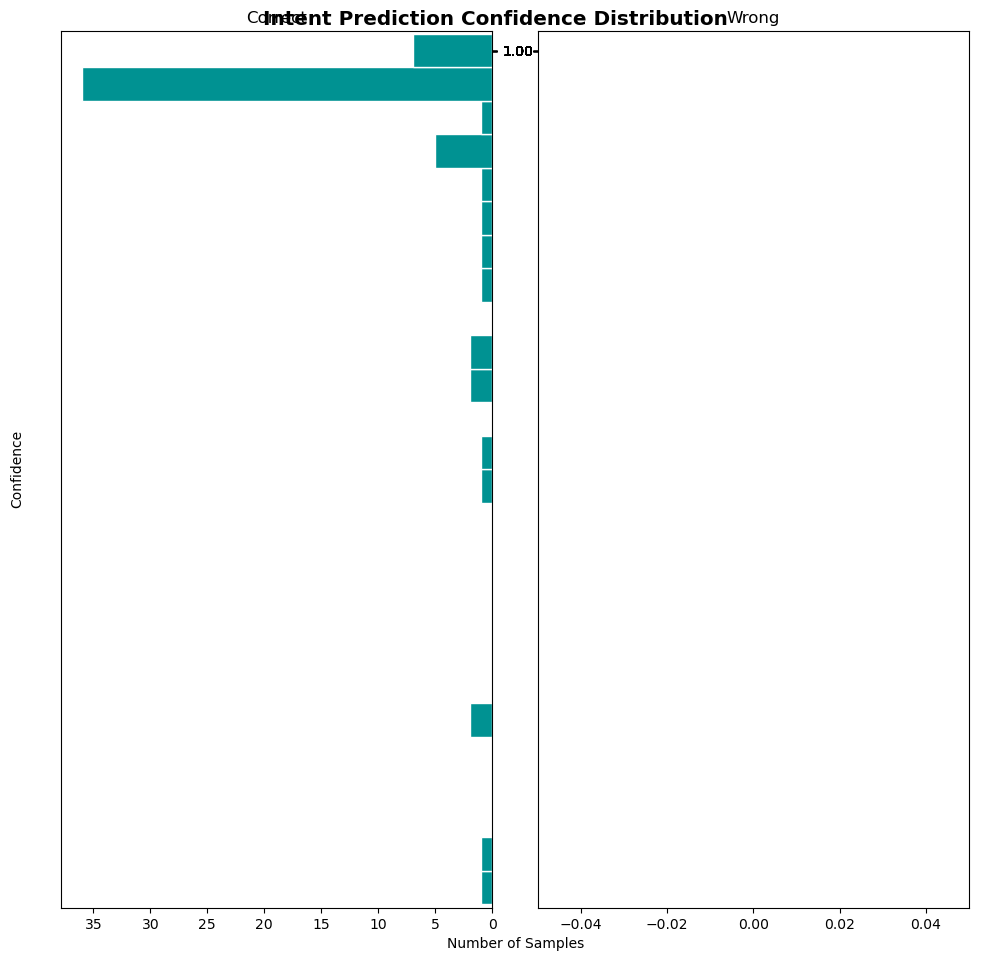 Intent Prediction Confidence Distribution
Correct
Wrong
1.00
Confidence
35 30 25 20 15 10 5 0
−0.04 −0.02 0.00 0.02 0.04
Number of Samples